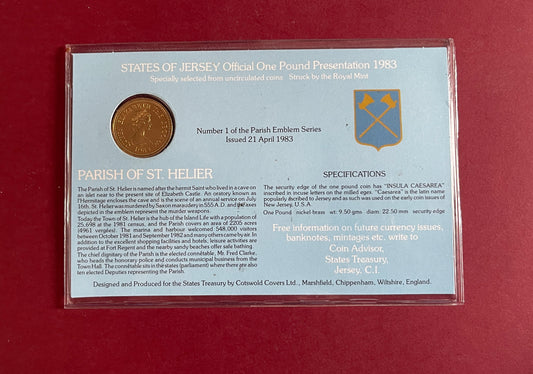 STATES OF JERSEY Official One Pound Presentation 1983
Specially selected from uncirculated coins Struck by the Royal Mint
Number 1 of the Parish Emblem Series
Issued 21 April 1983
PARISH OF ST. HELIER
The Parish of St. Helier is named after the hermit Saint who lived in a cave on
an islet near to the present site of Elizabeth Castle. An oratory, known as
l'Hermitage encloses the cave and is the scene of an annual service on July
16th. St. Helier was murdered by Saxon marauders in 555 A.D. and the axes
depicted in the emblem represent the murder weapons.
Today the Town of St. Helier is the hub of the Island Life with a population of
25,698 at the 1981 census, and the Parish covers an area of 2205 acres
(4961 vergées). The marina and harbour welcomed 548,000 visitors
between October 1981 and September 1982 and many others came by air. In
addition to the excellent shopping facilities and hotels, leisure activities are
provided at Fort Regent and the nearby sandy beaches offer safe bathing.
The chief dignitary of the Parish is the elected connétable, Mr. Fred Clarke,
who heads the honorary police and conducts municipal business from the
Town Hall. The connétable sits in the states (parliament) where there are also
ten elected Deputies representing the Parish.
SPECIFICATIONS
The security edge of the one pound coin has "INSULA CAESAREA"
inscribed in incuse letters on the milled edges. "Caesarea" is the latin name
popularly ascribed to Jersey and as such was used on the early coin issues of
New Jersey, U.S.A.
One Pound nickel-brass wt: 9.50 gms diam: 22.50 mm security edge
Free information on future currency issues,
banknotes, mintages etc. write to
Coin Advisor,
States Treasury,
Jersey, C.I.
Designed and Produced for the States Treasury by Cotswold Covers Ltd., Marshfield, Chippenham, Wiltshire, England.